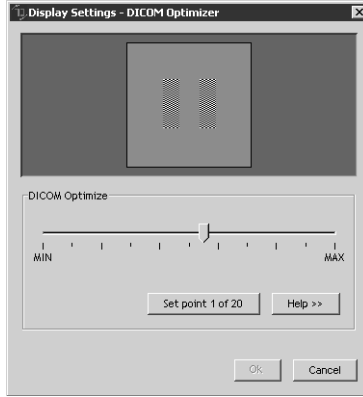 Display Settings - DICOM Optimizer
DICOM Optimize
MIN MAX
Set point 1 of 20 Help >>
Ok Cancel